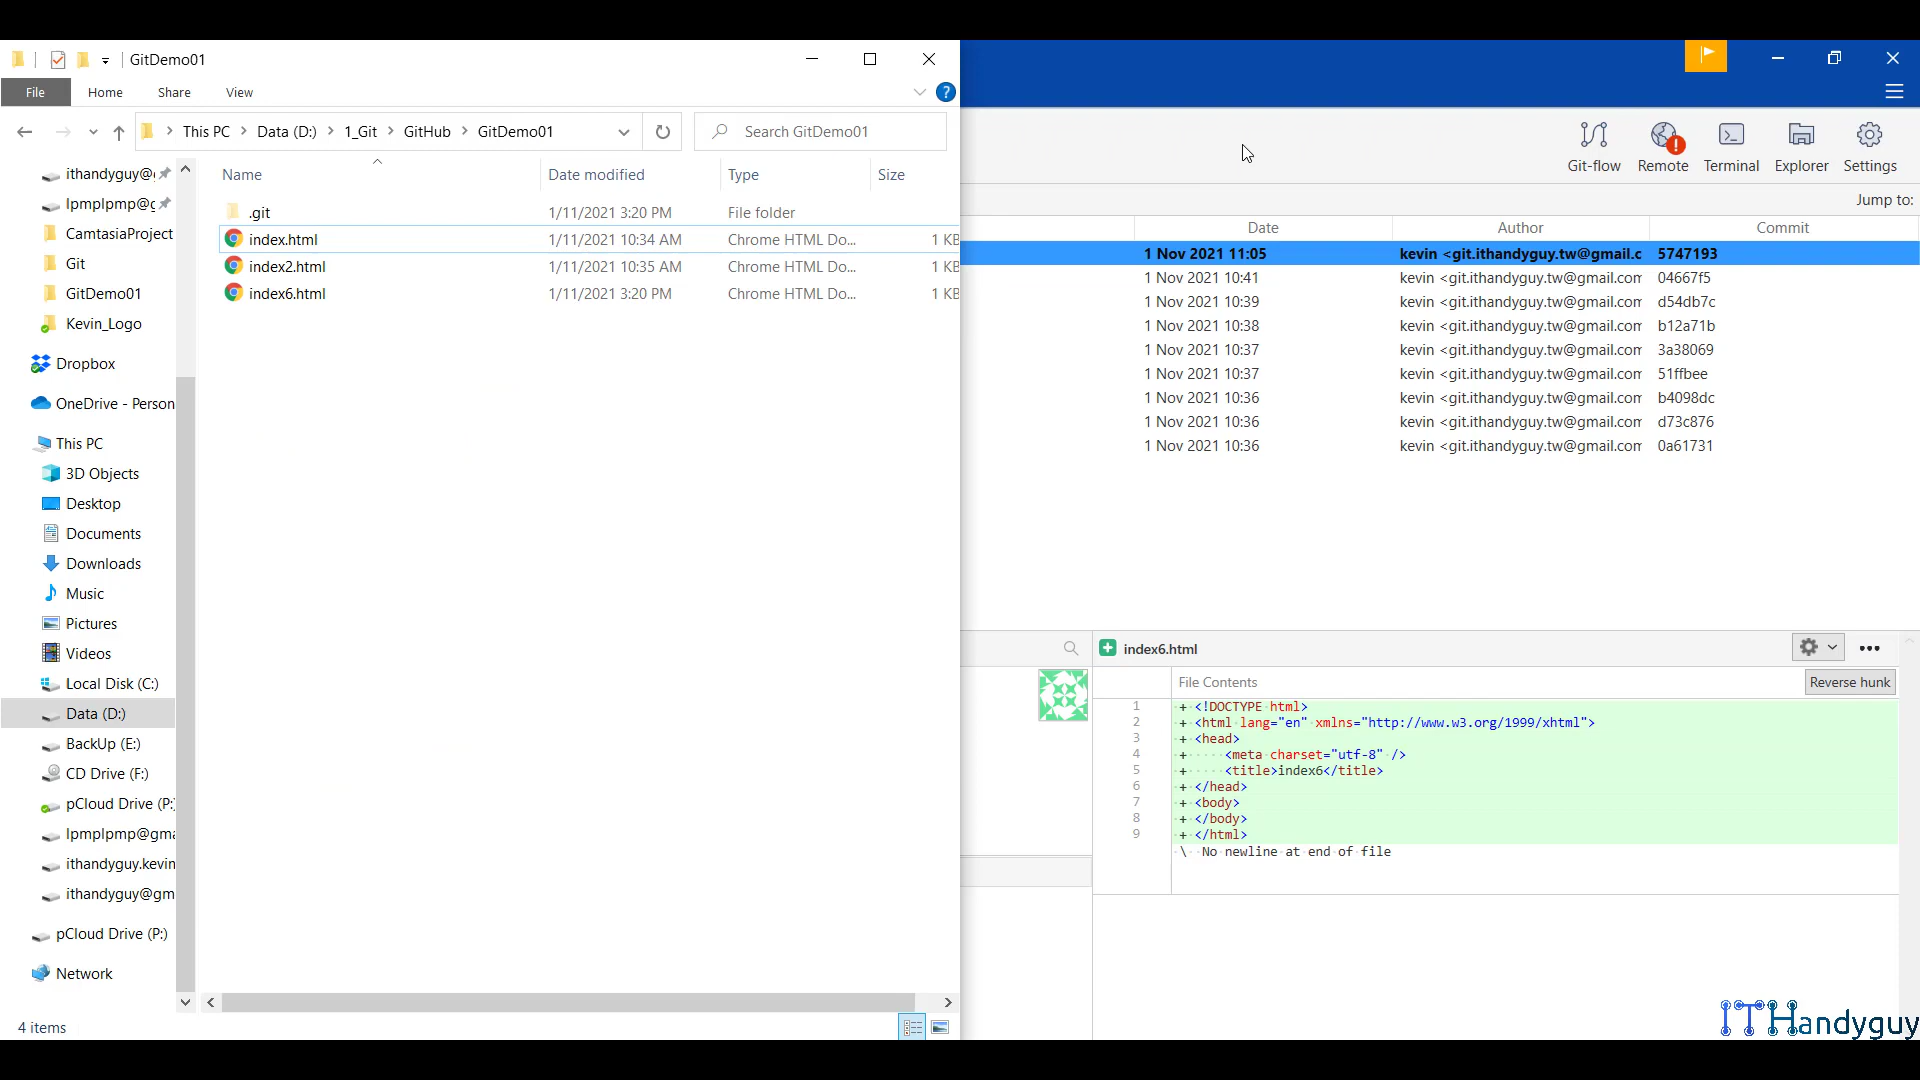 GitDemo01
File
Home
Share
View
?
This PC
Data (D:)
1_Git
GitHub
GitDemo01
Search GitDemo01
ithandyguy@g
lpmplpmp@g
CamtasiaProject
Git
GitDemo01
Kevin_Logo
Dropbox
OneDrive - Person
This PC
3D Objects
Desktop
Documents
Downloads
Music
Pictures
Videos
Local Disk (C:)
Data (D:)
BackUp (E:)
CD Drive (F:)
pCloud Drive (P:)
lpmplpmp@gma
ithandyguy.kevin
ithandyguy@gm
pCloud Drive (P:)
Network
4 items
Name Date modified Type Size
.git 1/11/2021 3:20 PM File folder
index.html 1/11/2021 10:34 AM Chrome HTML Do... 1 KB
index2.html 1/11/2021 10:35 AM Chrome HTML Do... 1 KB
index6.html 1/11/2021 3:20 PM Chrome HTML Do... 1 KB
Git-flow Remote Terminal Explorer Settings
Jump to:
Date Author Commit
1 Nov 2021 11:05 kevin <git.ithandyguy.tw@gmail.c 5747193
1 Nov 2021 10:41 kevin <git.ithandyguy.tw@gmail.com 04667f5
1 Nov 2021 10:39 kevin <git.ithandyguy.tw@gmail.com d54db7c
1 Nov 2021 10:38 kevin <git.ithandyguy.tw@gmail.com b12a71b
1 Nov 2021 10:37 kevin <git.ithandyguy.tw@gmail.com 3a38069
1 Nov 2021 10:37 kevin <git.ithandyguy.tw@gmail.com 51ffbee
1 Nov 2021 10:36 kevin <git.ithandyguy.tw@gmail.com b4098dc
1 Nov 2021 10:36 kevin <git.ithandyguy.tw@gmail.com d73c876
1 Nov 2021 10:36 kevin <git.ithandyguy.tw@gmail.com 0a61731
index6.html
File Contents
Reverse hunk
1 + <!DOCTYPE html>
2 + <html lang="en" xmlns="http://www.w3.org/1999/xhtml">
3 + <head>
4 + <meta charset="utf-8" />
5 + <title>index6</title>
6 + </head>
7 + <body>
8 + </body>
9 + </html>
\ No newline at end of file
ITHandyguy